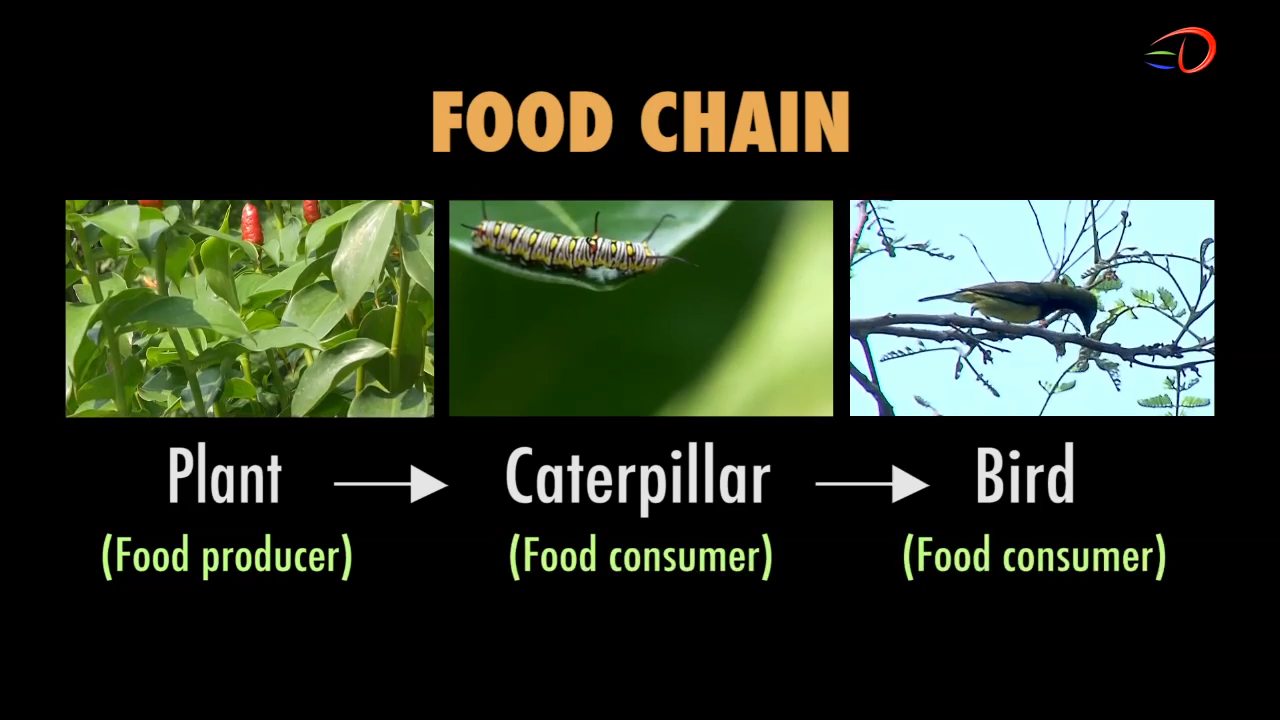 FOOD CHAIN
Plant → Caterpillar → Bird
(Food producer) (Food consumer) (Food consumer)